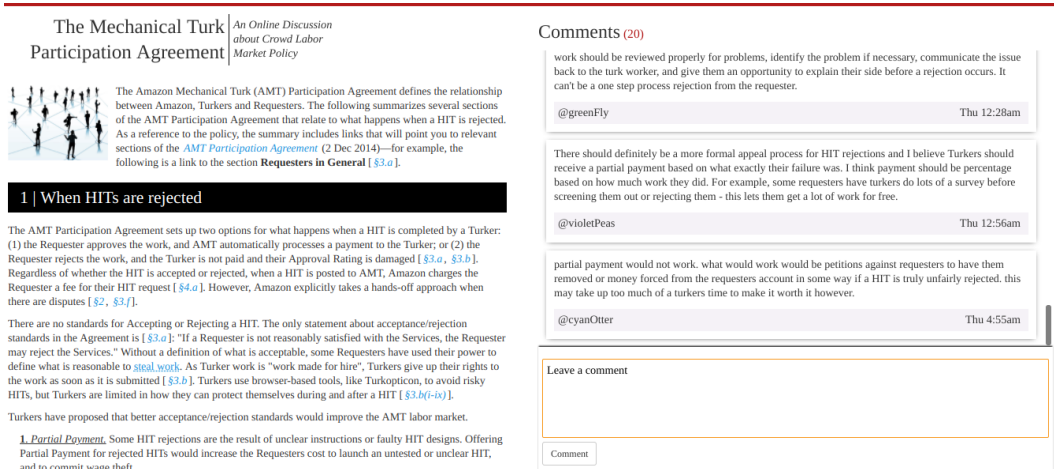 The Mechanical Turk
Participation Agreement
An Online Discussion
about Crowd Labor
Market Policy
The Amazon Mechanical Turk (AMT) Participation Agreement defines the relationship
between Amazon, Turkers and Requesters. The following summarizes several sections
of the AMT Participation Agreement that relate to what happens when a HIT is rejected.
As a reference to the policy, the summary includes links that will point you to relevant
sections of the AMT Participation Agreement (2 Dec 2014)—for example, the
following is a link to the section Requesters in General [ §3.a ].
1 | When HITs are rejected
The AMT Participation Agreement sets up two options for what happens when a HIT is completed by a Turker:
(1) the Requester approves the work, and AMT automatically processes a payment to the Turker; or (2) the
Requester rejects the work, and the Turker is not paid and their Approval Rating is damaged [ §3.a , §3.b ].
Regardless of whether the HIT is accepted or rejected, when a HIT is posted to AMT, Amazon charges the
Requester a fee for their HIT request [ §4.a ]. However, Amazon explicitly takes a hands-off approach when
there are disputes [ §2 , §3.f ].
There are no standards for Accepting or Rejecting a HIT. The only statement about acceptance/rejection
standards in the Agreement is [ §3.a ]: "If a Requester is not reasonably satisfied with the Services, the Requester
may reject the Services." Without a definition of what is acceptable, some Requesters have used their power to
define what is reasonable to steal work. As Turker work is "work made for hire", Turkers give up their rights to
the work as soon as it is submitted [ §3.b ]. Turkers use browser-based tools, like Turkopticon, to avoid risky
HITs, but Turkers are limited in how they can protect themselves during and after a HIT [ §3.b(i-ix) ].
Turkers have proposed that better acceptance/rejection standards would improve the AMT labor market.
1. Partial Payment. Some HIT rejections are the result of unclear instructions or faulty HIT designs. Offering
Partial Payment for rejected HITs would increase the Requesters cost to launch an untested or unclear HIT,
and to commit wage theft.
Comments (20)
work should be reviewed properly for problems, identify the problem if necessary, communicate the issue
back to the turk worker, and give them an opportunity to explain their side before a rejection occurs. It
can't be a one step process rejection from the requester.
@greenFly Thu 12:28am
There should definitely be a more formal appeal process for HIT rejections and I believe Turkers should
receive a partial payment based on what exactly their failure was. I think payment should be percentage
based on how much work they did. For example, some requesters have turkers do lots of a survey before
screening them out or rejecting them - this lets them get a lot of work for free.
@violetPeas Thu 12:56am
partial payment would not work. what would work would be petitions against requesters to have them
removed or money forced from the requesters account in some way if a HIT is truly unfairly rejected. this
may take up too much of a turkers time to make it worth it however.
@cyanOtter Thu 4:55am
Leave a comment
Comment